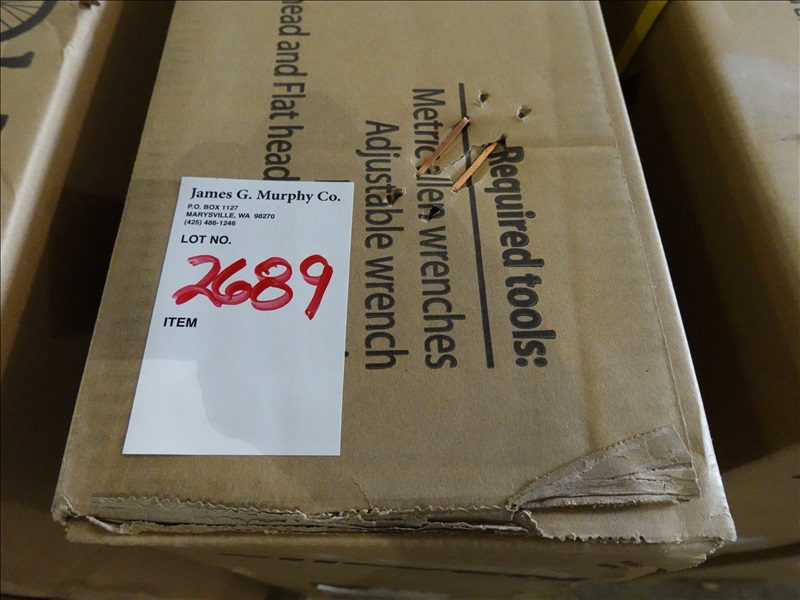 James G. Murphy Co.
P.O. BOX 1127
MARYSVILLE, WA 98270
(425) 486-1246
LOT NO.
2689
ITEM
Required tools:
Metric allen wrenches
Adjustable wrench
head and Flat head